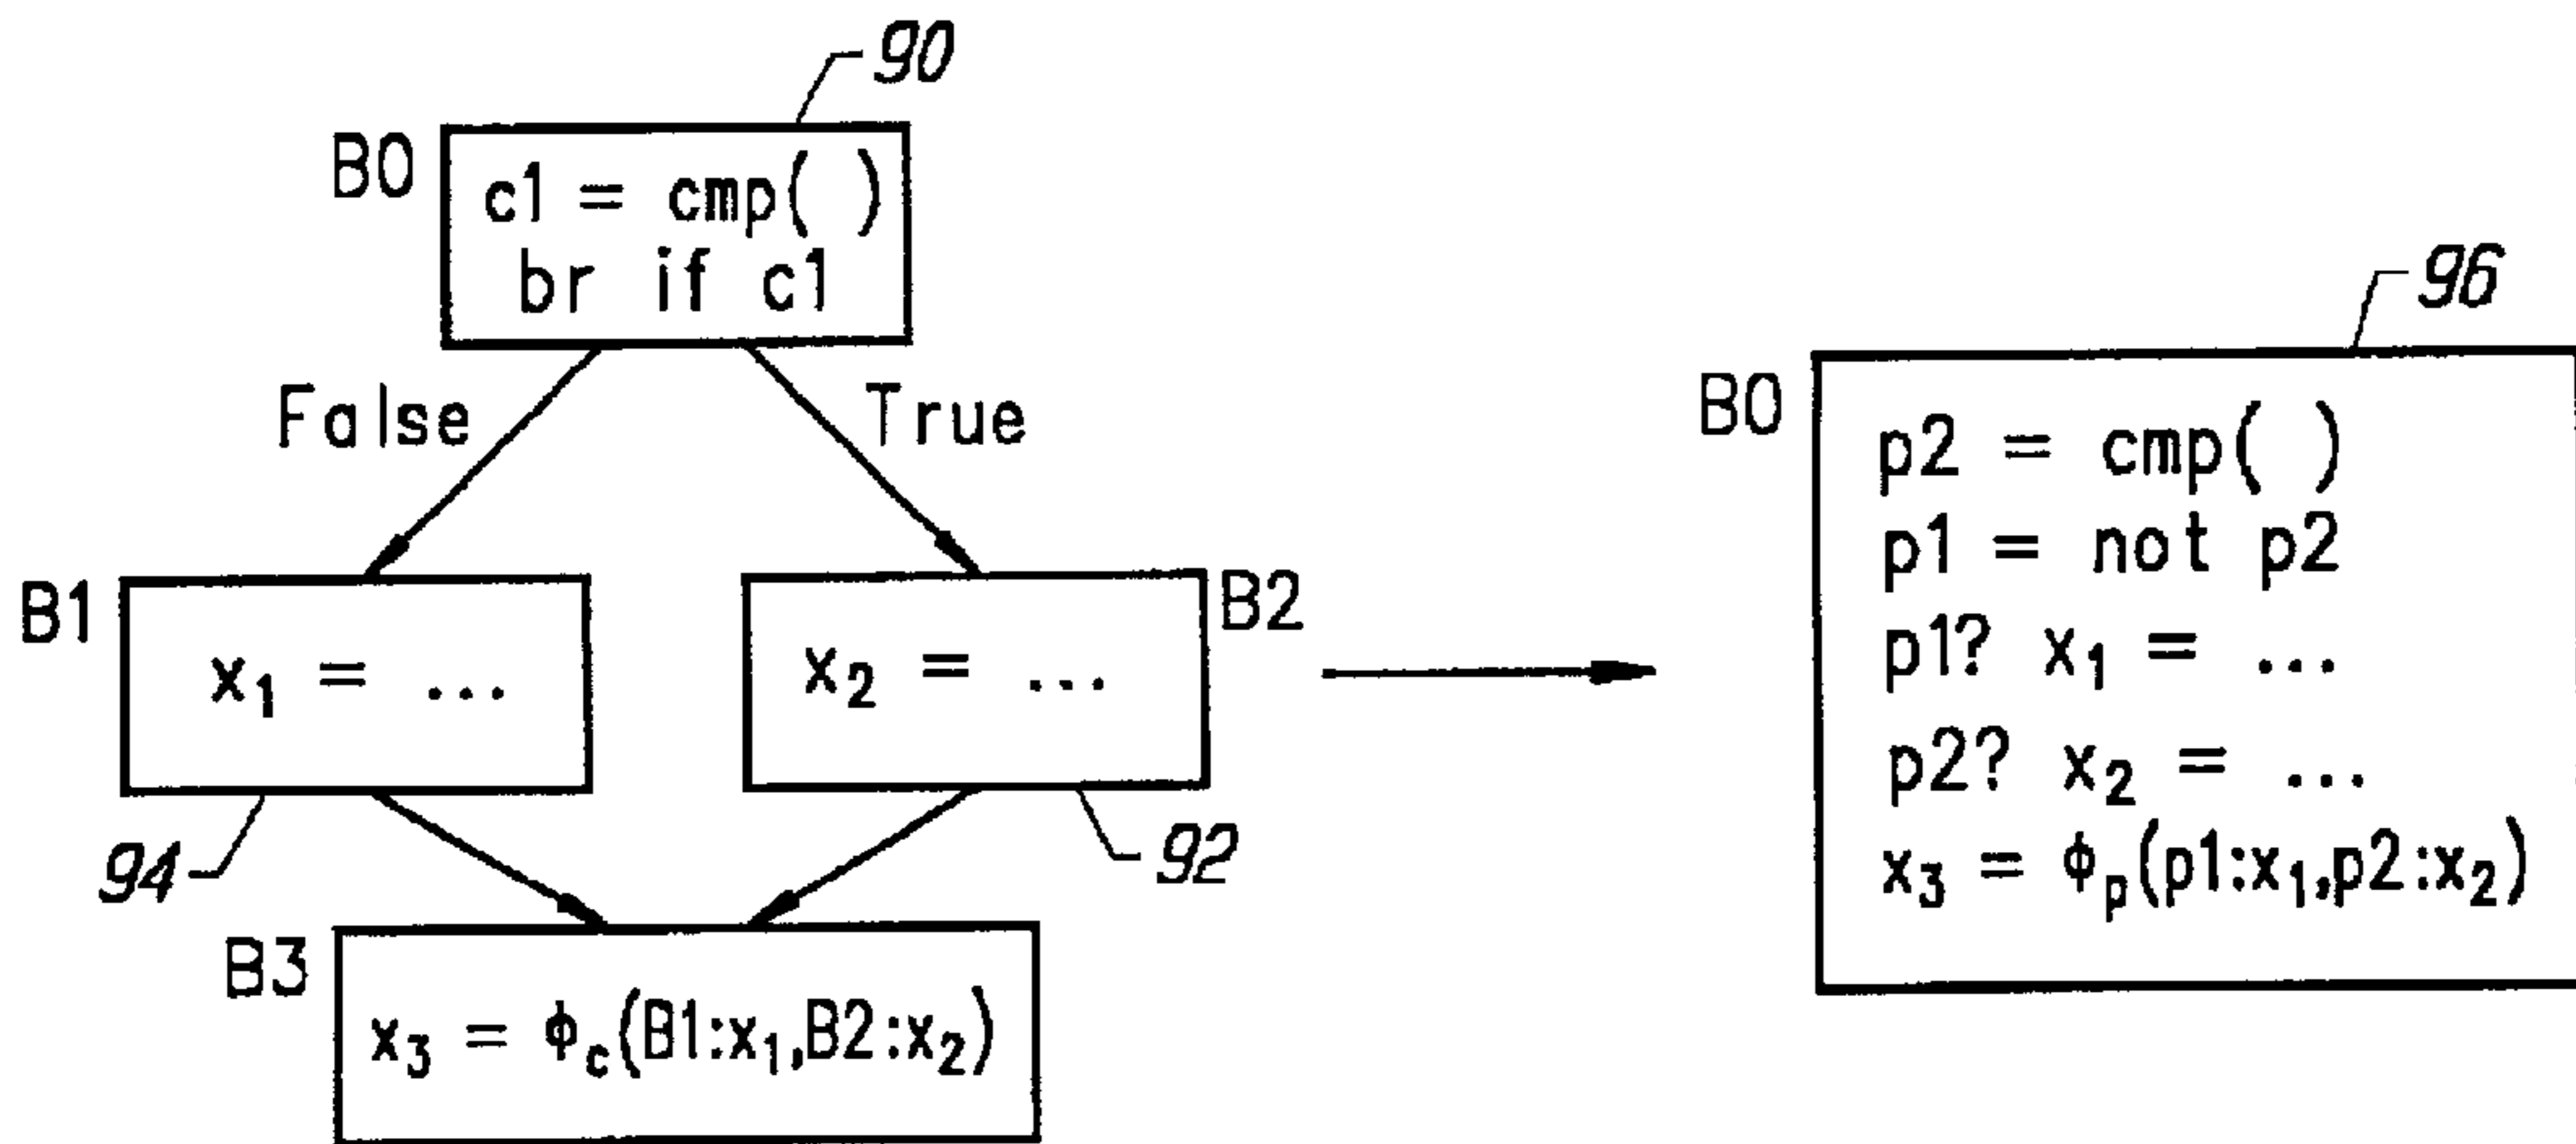 90
B0
c1 = cmp( )
br if c1
False
True
B1
x₁ = ...
B2
x₂ = ...
94
92
B3
x₃ = ϕc(B1:x₁,B2:x₂)
96
B0
p2 = cmp( )
p1 = not p2
p1? x₁ = ...
p2? x₂ = ...
x₃ = ϕp(p1:x₁,p2:x₂)